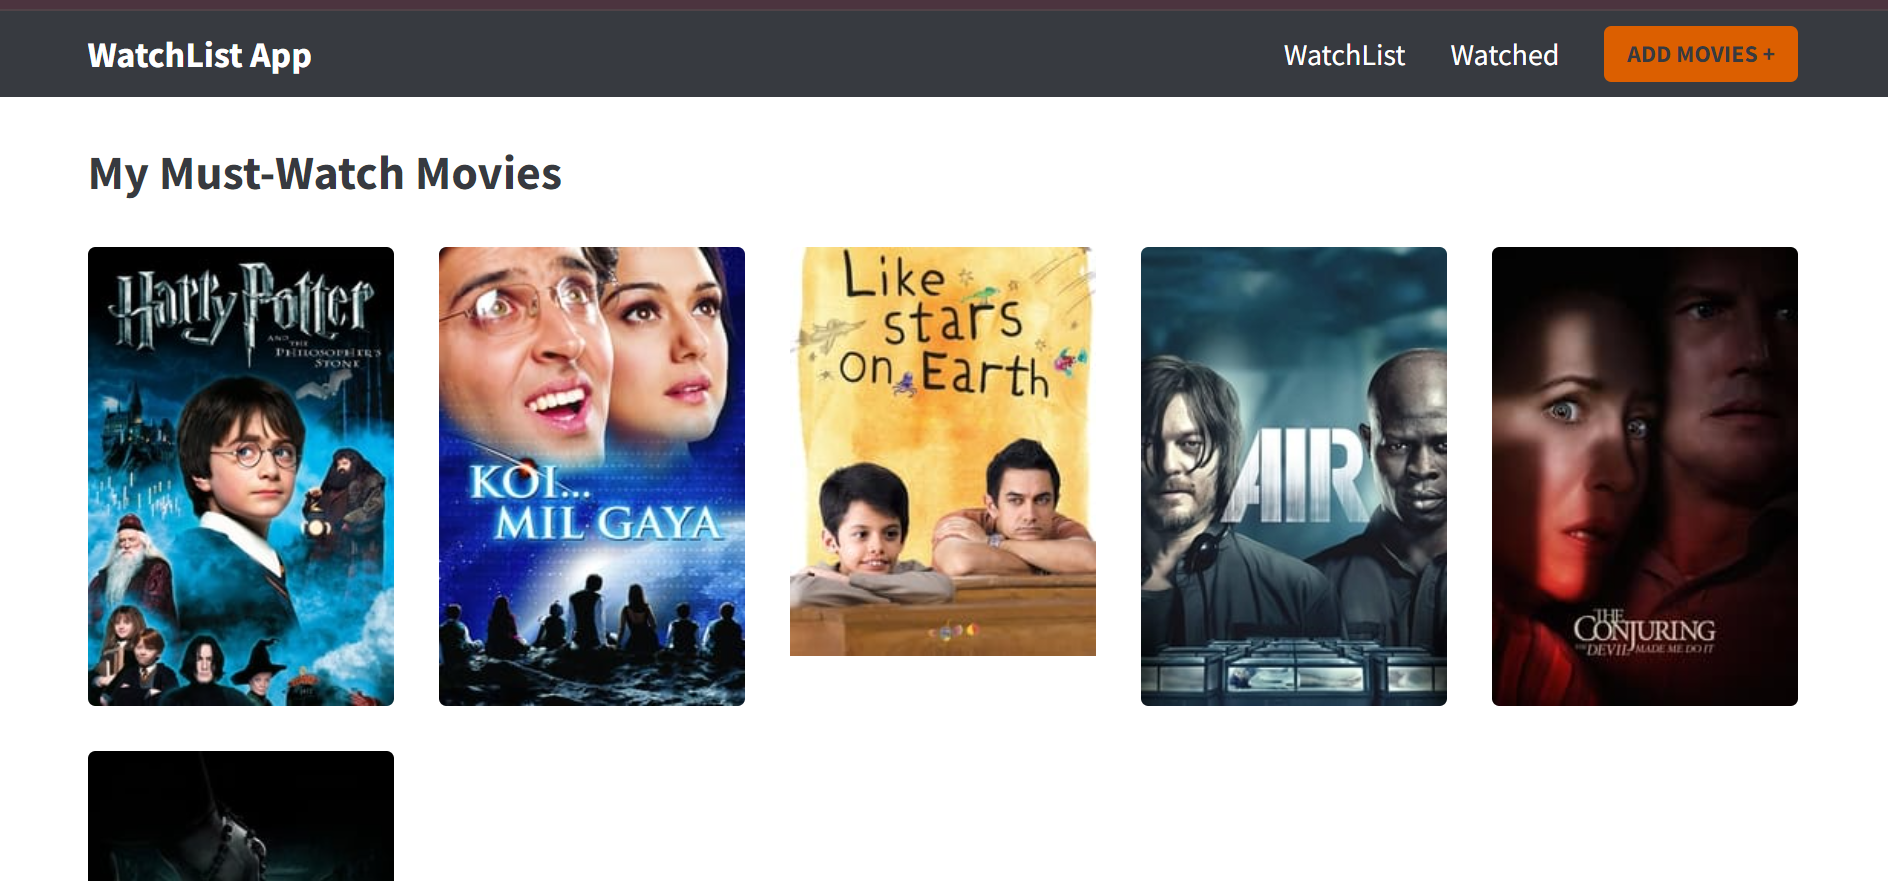 WatchList App
WatchList
Watched
ADD MOVIES +
My Must-Watch Movies
Harry Potter
AND THE
PHILOSOPHER'S
STONE
KOI...
MIL GAYA
Like
stars
on Earth
AIR
THE
CONJURING
THE DEVIL MADE ME DO IT